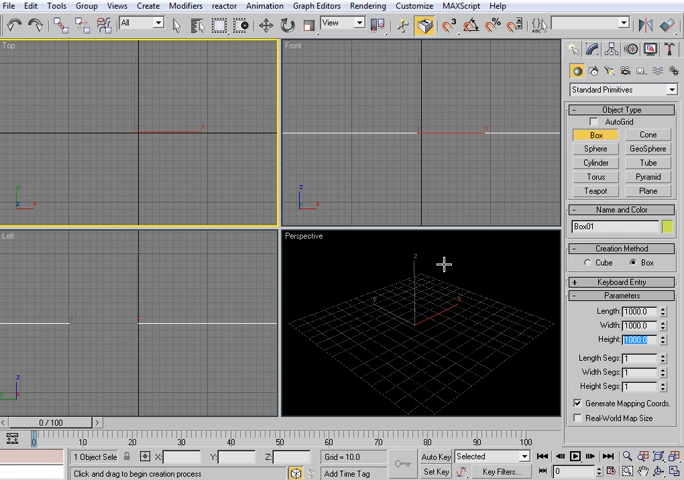 File Edit Tools Group Views Create Modifiers reactor Animation Graph Editors Rendering Customize MAXScript Help
All
View
3
ABC
Top
Front
Left
Perspective
x
y
z
x
z
x
z
x
y
z
x
Standard Primitives
- Object Type
AutoGrid
Box Cone
Sphere GeoSphere
Cylinder Tube
Torus Pyramid
Teapot Plane
- Name and Color
Box01
- Creation Method
Cube Box
+ Keyboard Entry
- Parameters
Length: 1000.0
Width: 1000.0
Height: 1000.0
Length Segs: 1
Width Segs: 1
Height Segs: 1
Generate Mapping Coords.
Real-World Map Size
< 0 / 100 >
0 10 20 30 40 50 60 70 80 90 100
1 Object Sele X: Y: Z: Grid = 10.0 Auto Key Selected
Click and drag to begin creation process Add Time Tag Set Key Key Filters... 0